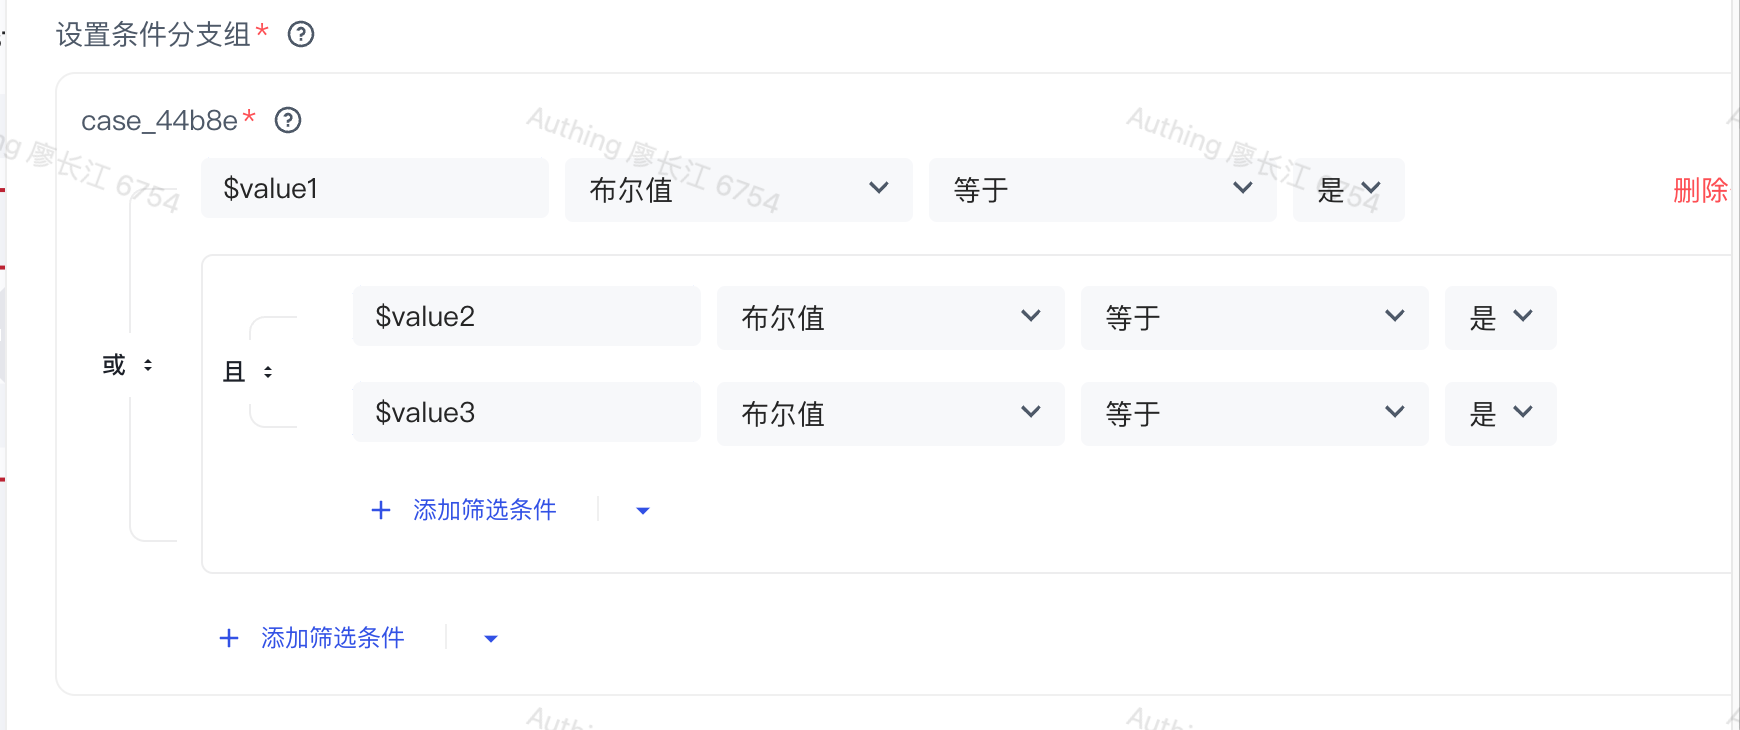 设置条件分支组*
case_44b8e*
$value1 布尔值 等于 是 删除
$value2 布尔值 等于 是
或
且
$value3 布尔值 等于 是
+ 添加筛选条件
+ 添加筛选条件
Authing 廖长江 6754
Authing 廖长江 6754
ng 廖长江 6754
Authing
Authing